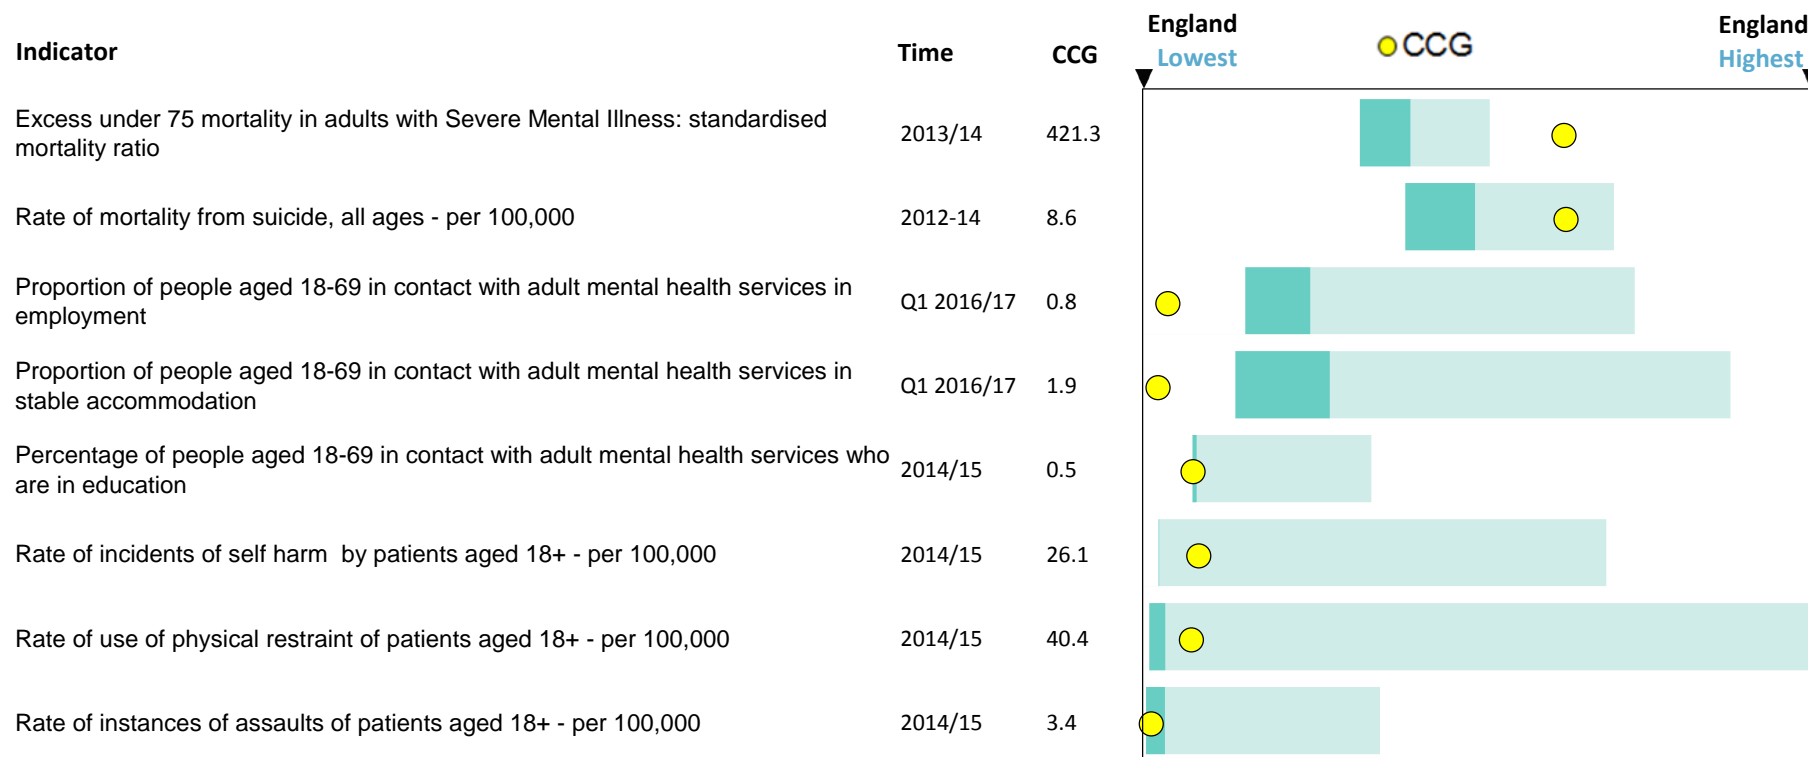 England England
Indicator Time CCG Lowest CCG Highest
Excess under 75 mortality in adults with Severe Mental Illness: standardised
mortality ratio 2013/14 421.3
Rate of mortality from suicide, all ages - per 100,000 2012-14 8.6
Proportion of people aged 18-69 in contact with adult mental health services in
employment Q1 2016/17 0.8
Proportion of people aged 18-69 in contact with adult mental health services in
stable accommodation Q1 2016/17 1.9
Percentage of people aged 18-69 in contact with adult mental health services who
are in education 2014/15 0.5
Rate of incidents of self harm  by patients aged 18+ - per 100,000 2014/15 26.1
Rate of use of physical restraint of patients aged 18+ - per 100,000 2014/15 40.4
Rate of instances of assaults of patients aged 18+ - per 100,000 2014/15 3.4